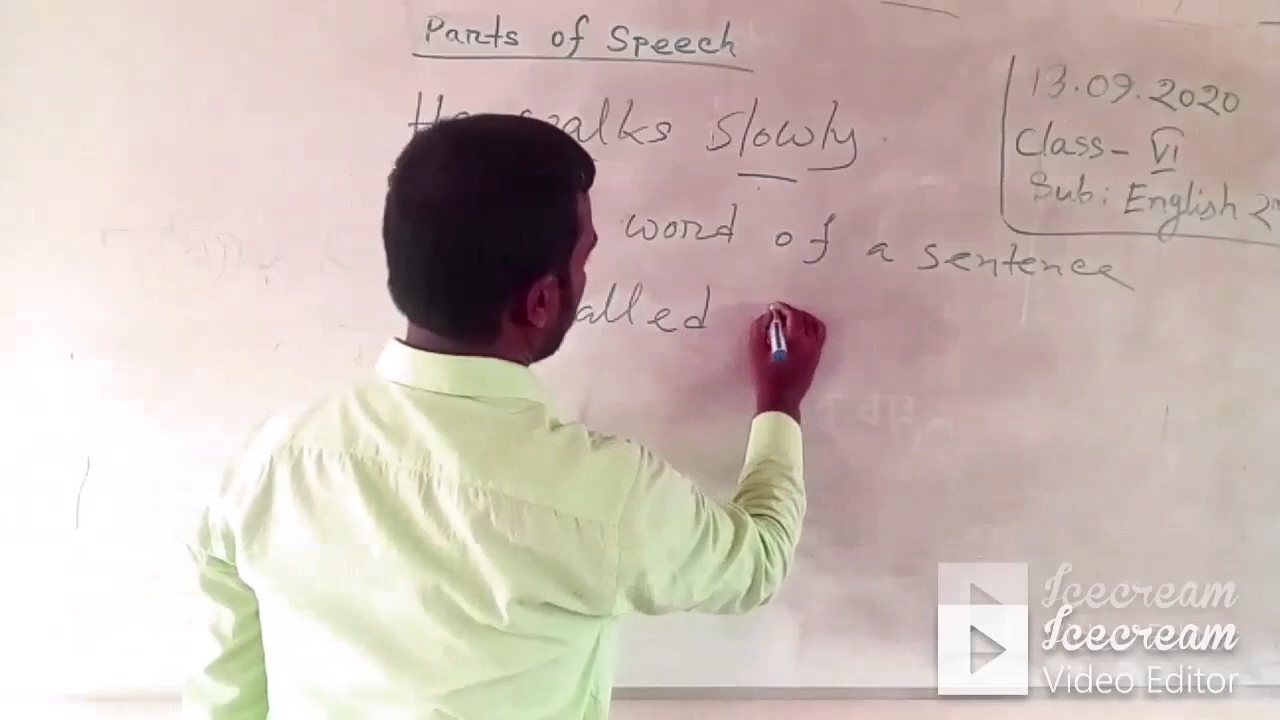 Parts of Speech
walks slowly
word of a sentence
alled
13.09.2020
Class - VI
Sub: English 2n
Icecream
Icecream
Video Editor